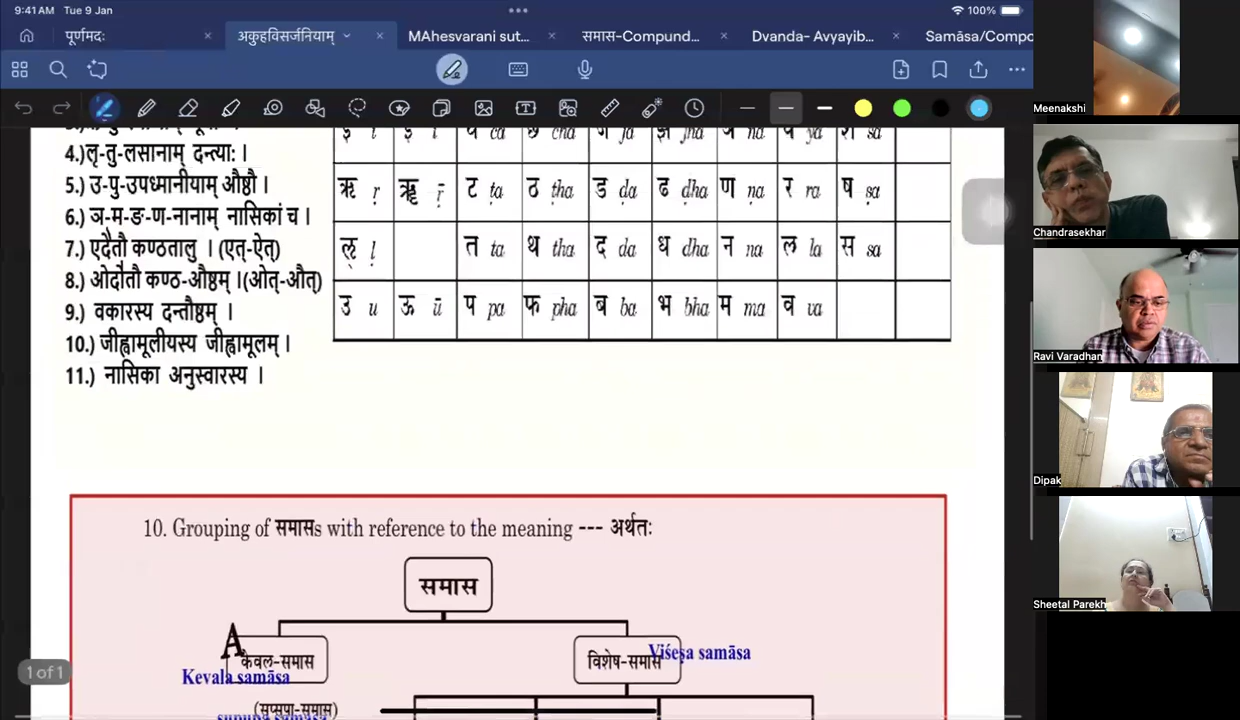 9:41 AM Tue 9 Jan
100%
पूर्णमदः
अकुहविसर्जनियाम्
MAhesvarani sut...
समास-Compund...
Dvanda- Avyayib...
Samāsa/Compo
4.)लृ-तु-लसानाम् दन्त्याः।
5.) उ-पु-उपध्मानीयाम् औष्ठौ।
6.) ञ-म-ङ-ण-नानाम् नासिकां च।
7.) एदैतौ कण्ठतालु । (एत्-ऐत्)
8.) ओदौतौ कण्ठ-औष्ठम् ।(ओत्-औत्)
9.) वकारस्य दन्तौष्ठम् ।
10.) जीह्वामूलीयस्य जीह्वामूलम् ।
11.) नासिका अनुस्वारस्य ।
ऋ ṛ ॠ ṝ ट ṭa ठ ṭha ड ḍa ढ ḍha ण ṇa र ra ष ṣa
ऌ ḷ त ta थ tha द da ध dha न na ल la स sa
उ u ऊ ū प pa फ pha ब ba भ bha म ma व va
10. Grouping of समासs with reference to the meaning --- अर्थतः
समास
A
केवल-समास
Kevala samāsa
(सुप्सुपा-समास)
विशेष-समास
Viśeṣa samāsa
1 of 1
Meenakshi
Chandrasekhar
Ravi Varadhan
Dipak
Sheetal Parekh